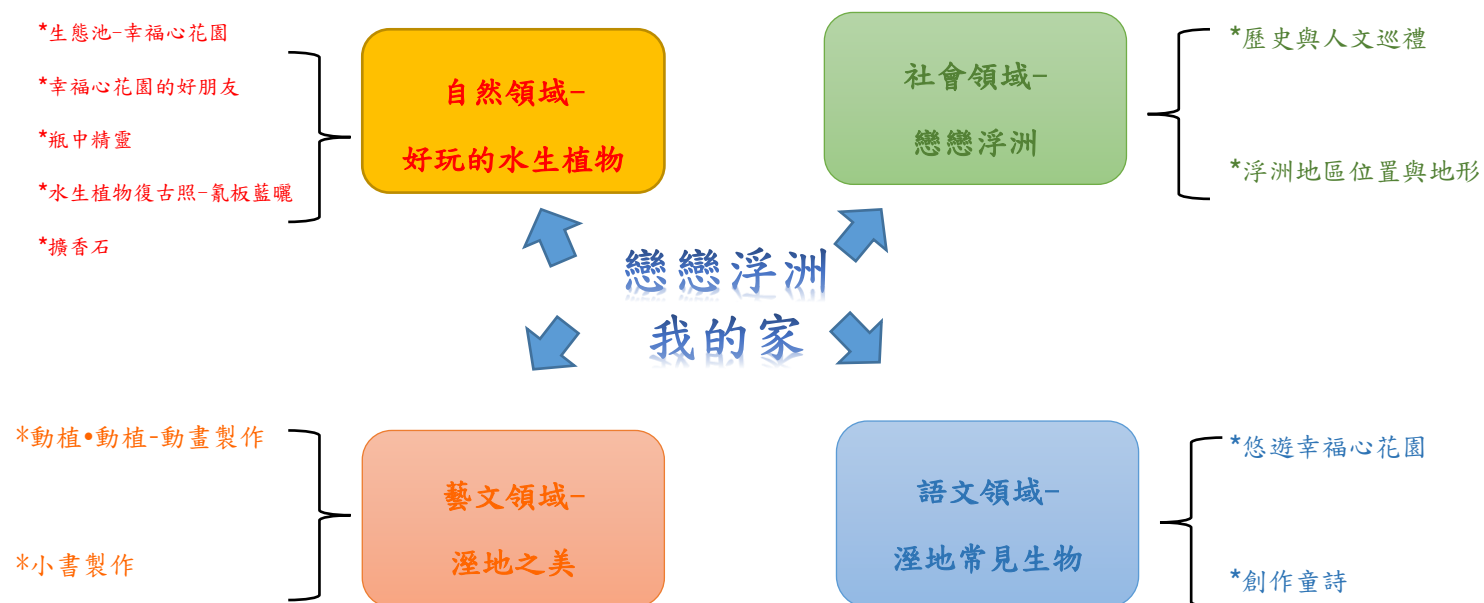 *生態池-幸福心花園
*幸福心花園的好朋友
*瓶中精靈
*水生植物復古照-氰板藍曬
*擴香石
自然領域-
好玩的水生植物
社會領域-
戀戀浮洲
*歷史與人文巡禮
*浮洲地區位置與地形
戀戀浮洲
我的家
*動植•動植-動畫製作
*小書製作
藝文領域-
溼地之美
語文領域-
溼地常見生物
*悠遊幸福心花園
*創作童詩